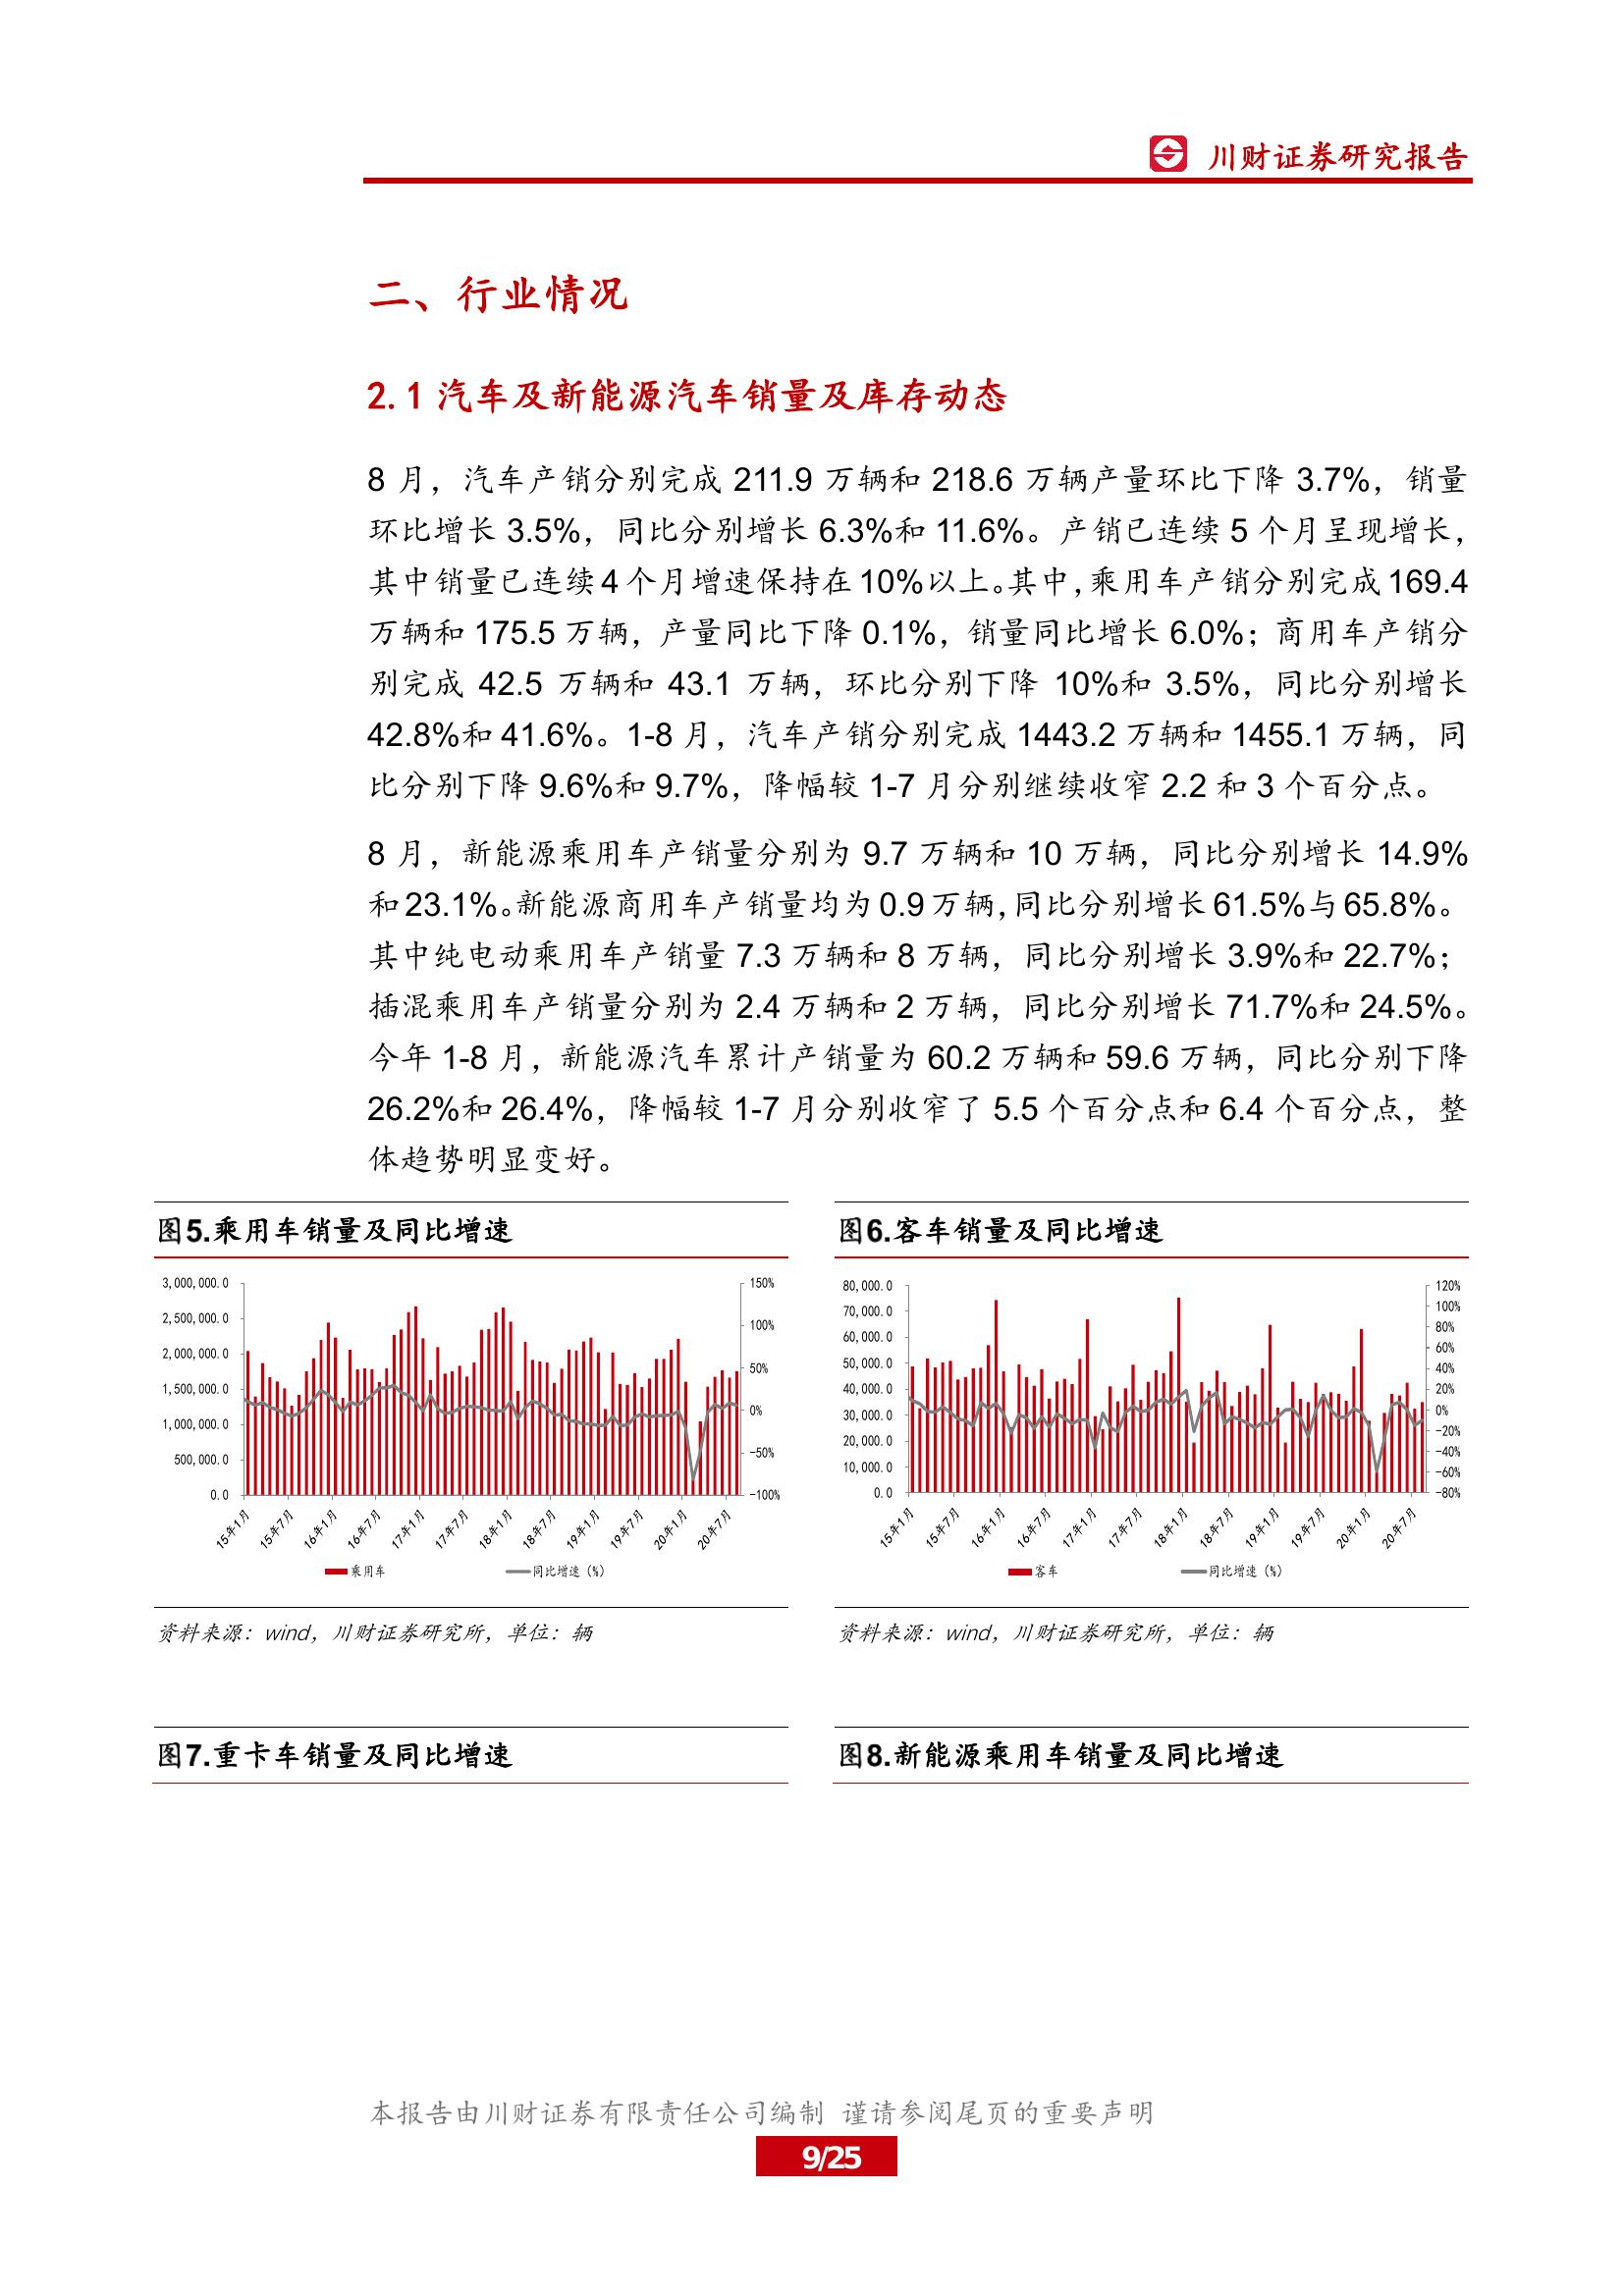 川财证券研究报告
二、行业情况
2.1 汽车及新能源汽车销量及库存动态
8 月，汽车产销分别完成 211.9 万辆和 218.6 万辆产量环比下降 3.7%，销量
环比增长 3.5%，同比分别增长 6.3%和 11.6%。产销已连续 5 个月呈现增长，
其中销量已连续 4 个月增速保持在 10%以上。其中，乘用车产销分别完成 169.4
万辆和 175.5 万辆，产量同比下降 0.1%，销量同比增长 6.0%；商用车产销分
别完成 42.5 万辆和 43.1 万辆，环比分别下降 10%和 3.5%，同比分别增长
42.8%和 41.6%。1-8 月，汽车产销分别完成 1443.2 万辆和 1455.1 万辆，同
比分别下降 9.6%和 9.7%，降幅较 1-7 月分别继续收窄 2.2 和 3 个百分点。
8 月，新能源乘用车产销量分别为 9.7 万辆和 10 万辆，同比分别增长 14.9%
和 23.1%。新能源商用车产销量均为 0.9 万辆，同比分别增长 61.5%与 65.8%。
其中纯电动乘用车产销量 7.3 万辆和 8 万辆，同比分别增长 3.9%和 22.7%；
插混乘用车产销量分别为 2.4 万辆和 2 万辆，同比分别增长 71.7%和 24.5%。
今年 1-8 月，新能源汽车累计产销量为 60.2 万辆和 59.6 万辆，同比分别下降
26.2%和 26.4%，降幅较 1-7 月分别收窄了 5.5 个百分点和 6.4 个百分点，整
体趋势明显变好。
图5.乘用车销量及同比增速
3,000,000.0
2,500,000.0
2,000,000.0
1,500,000.0
1,000,000.0
500,000.0
0.0
150%
100%
50%
0%
-50%
-100%
15年1月
15年7月
16年1月
16年7月
17年1月
17年7月
18年1月
18年7月
19年1月
19年7月
20年1月
20年7月
乘用车
同比增速（%）
资料来源：wind，川财证券研究所，单位：辆
图6.客车销量及同比增速
80,000.0
70,000.0
60,000.0
50,000.0
40,000.0
30,000.0
20,000.0
10,000.0
0.0
120%
100%
80%
60%
40%
20%
0%
-20%
-40%
-60%
-80%
15年1月
15年7月
16年1月
16年7月
17年1月
17年7月
18年1月
18年7月
19年1月
19年7月
20年1月
20年7月
客车
同比增速（%）
资料来源：wind，川财证券研究所，单位：辆
图7.重卡车销量及同比增速
图8.新能源乘用车销量及同比增速
本报告由川财证券有限责任公司编制 谨请参阅尾页的重要声明
9/25